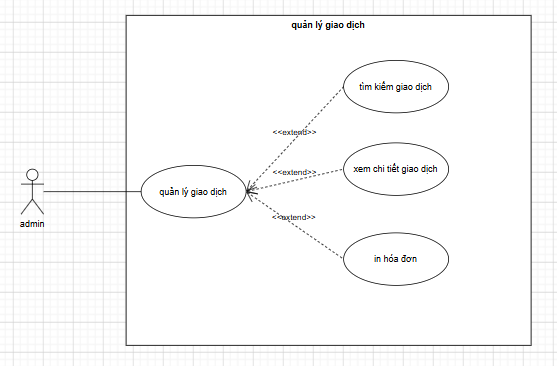 quản lý giao dịch
tìm kiếm giao dịch
<<extend>>
xem chi tiết giao dịch
<<extend>>
quản lý giao dịch
<<extend>>
admin
in hóa đơn